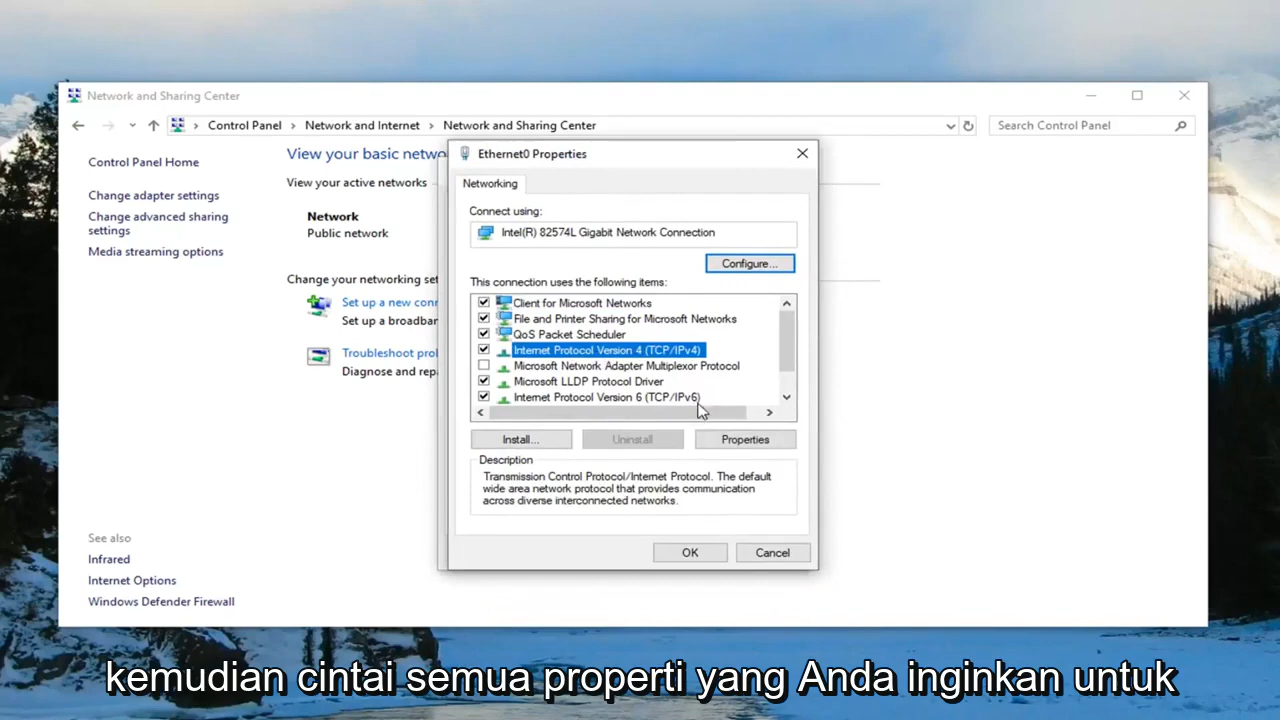 Network and Sharing Center
Control Panel > Network and Internet > Network and Sharing Center
Search Control Panel
Control Panel Home
Change adapter settings
Change advanced sharing
settings
Media streaming options
See also
Infrared
Internet Options
Windows Defender Firewall
View your basic netwo
View your active networks
Network
Public network
Change your networking set
Set up a new conn
Set up a broadbar
Troubleshoot prol
Diagnose and repa
Ethernet0 Properties
Networking
Connect using:
Intel(R) 82574L Gigabit Network Connection
Configure...
This connection uses the following items:
Client for Microsoft Networks
File and Printer Sharing for Microsoft Networks
QoS Packet Scheduler
Internet Protocol Version 4 (TCP/IPv4)
Microsoft Network Adapter Multiplexor Protocol
Microsoft LLDP Protocol Driver
Internet Protocol Version 6 (TCP/IPv6)
Install...
Uninstall
Properties
Description
Transmission Control Protocol/Internet Protocol. The default
wide area network protocol that provides communication
across diverse interconnected networks.
OK
Cancel
kemudian cintai semua properti yang Anda inginkan untuk